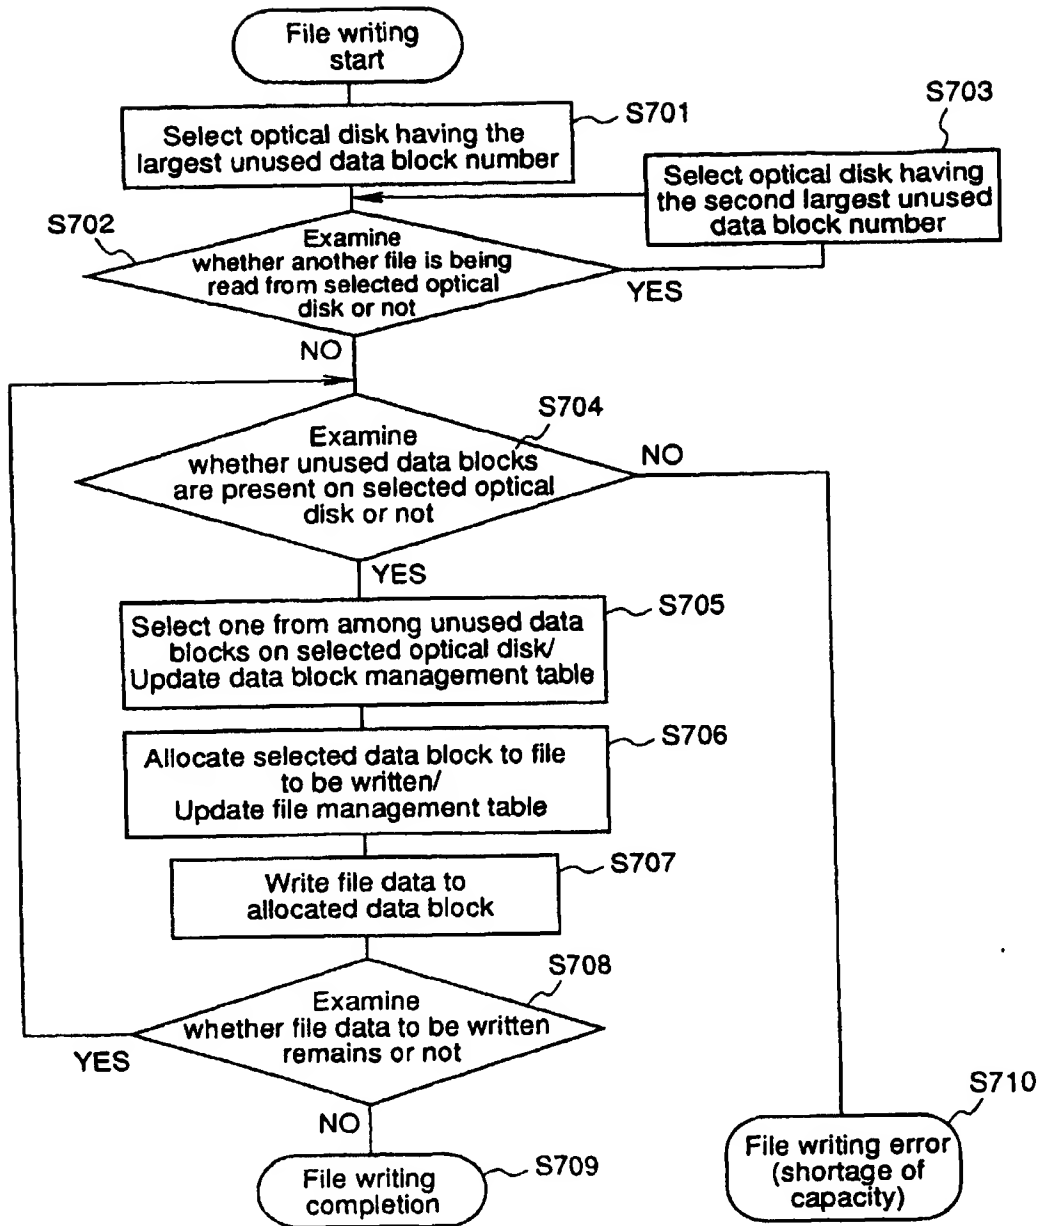 File writing
start
S701
Select optical disk having the
largest unused data block number
S703
Select optical disk having
the second largest unused
data block number
S702
Examine
whether another file is being
read from selected optical
disk or not
YES
NO
S704
Examine
whether unused data blocks
are present on selected optical
disk or not
NO
YES
S705
Select one from among unused data
blocks on selected optical disk/
Update data block management table
S706
Allocate selected data block to file
to be written/
Update file management table
S707
Write file data to
allocated data block
S708
Examine
whether file data to be written
remains or not
YES
NO
S709
File writing
completion
S710
File writing error
(shortage of
capacity)